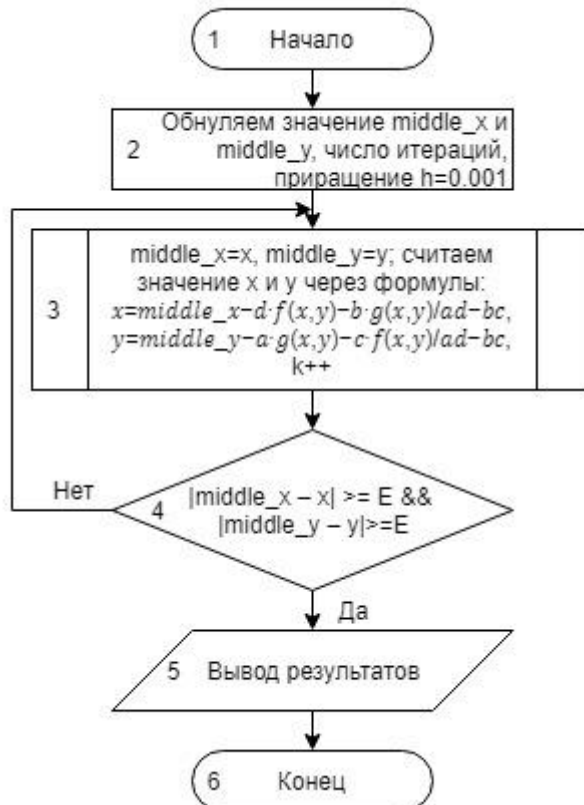 1 Начало
Обнуляем значение middle_x и
2 middle_y, число итераций,
приращение h=0.001
middle_x=x, middle_y=y; считаем
значение x и y через формулы:
3 x=middle_x−d·f(x,y)−b·g(x,y)/ad−bc,
y=middle_y−a·g(x,y)−c·f(x,y)/ad−bc,
k++
Нет
|middle_x – x| >= E &&
4 |middle_y – y|>=E
Да
5 Вывод результатов
6 Конец